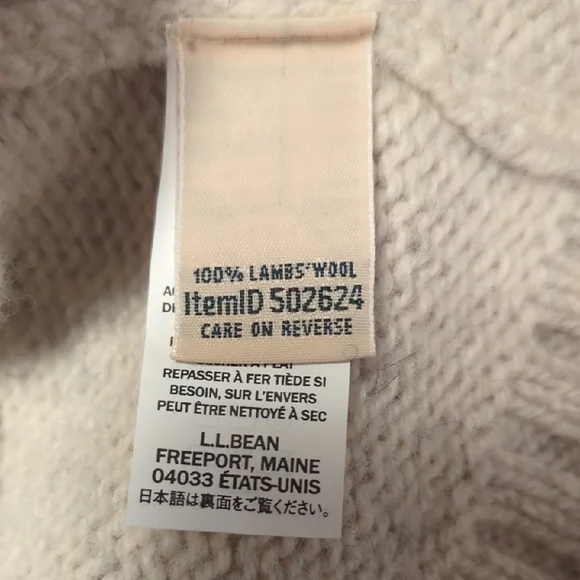 100% LAMBS' WOOL
ItemID 502624
CARE ON REVERSE
REPASSER À FER TIÈDE SI
BESOIN, SUR L'ENVERS
PEUT ÊTRE NETTOYÉ À SEC
L.L.BEAN
FREEPORT, MAINE
04033 ÉTATS-UNIS
日本語は裏面をご覧ください。